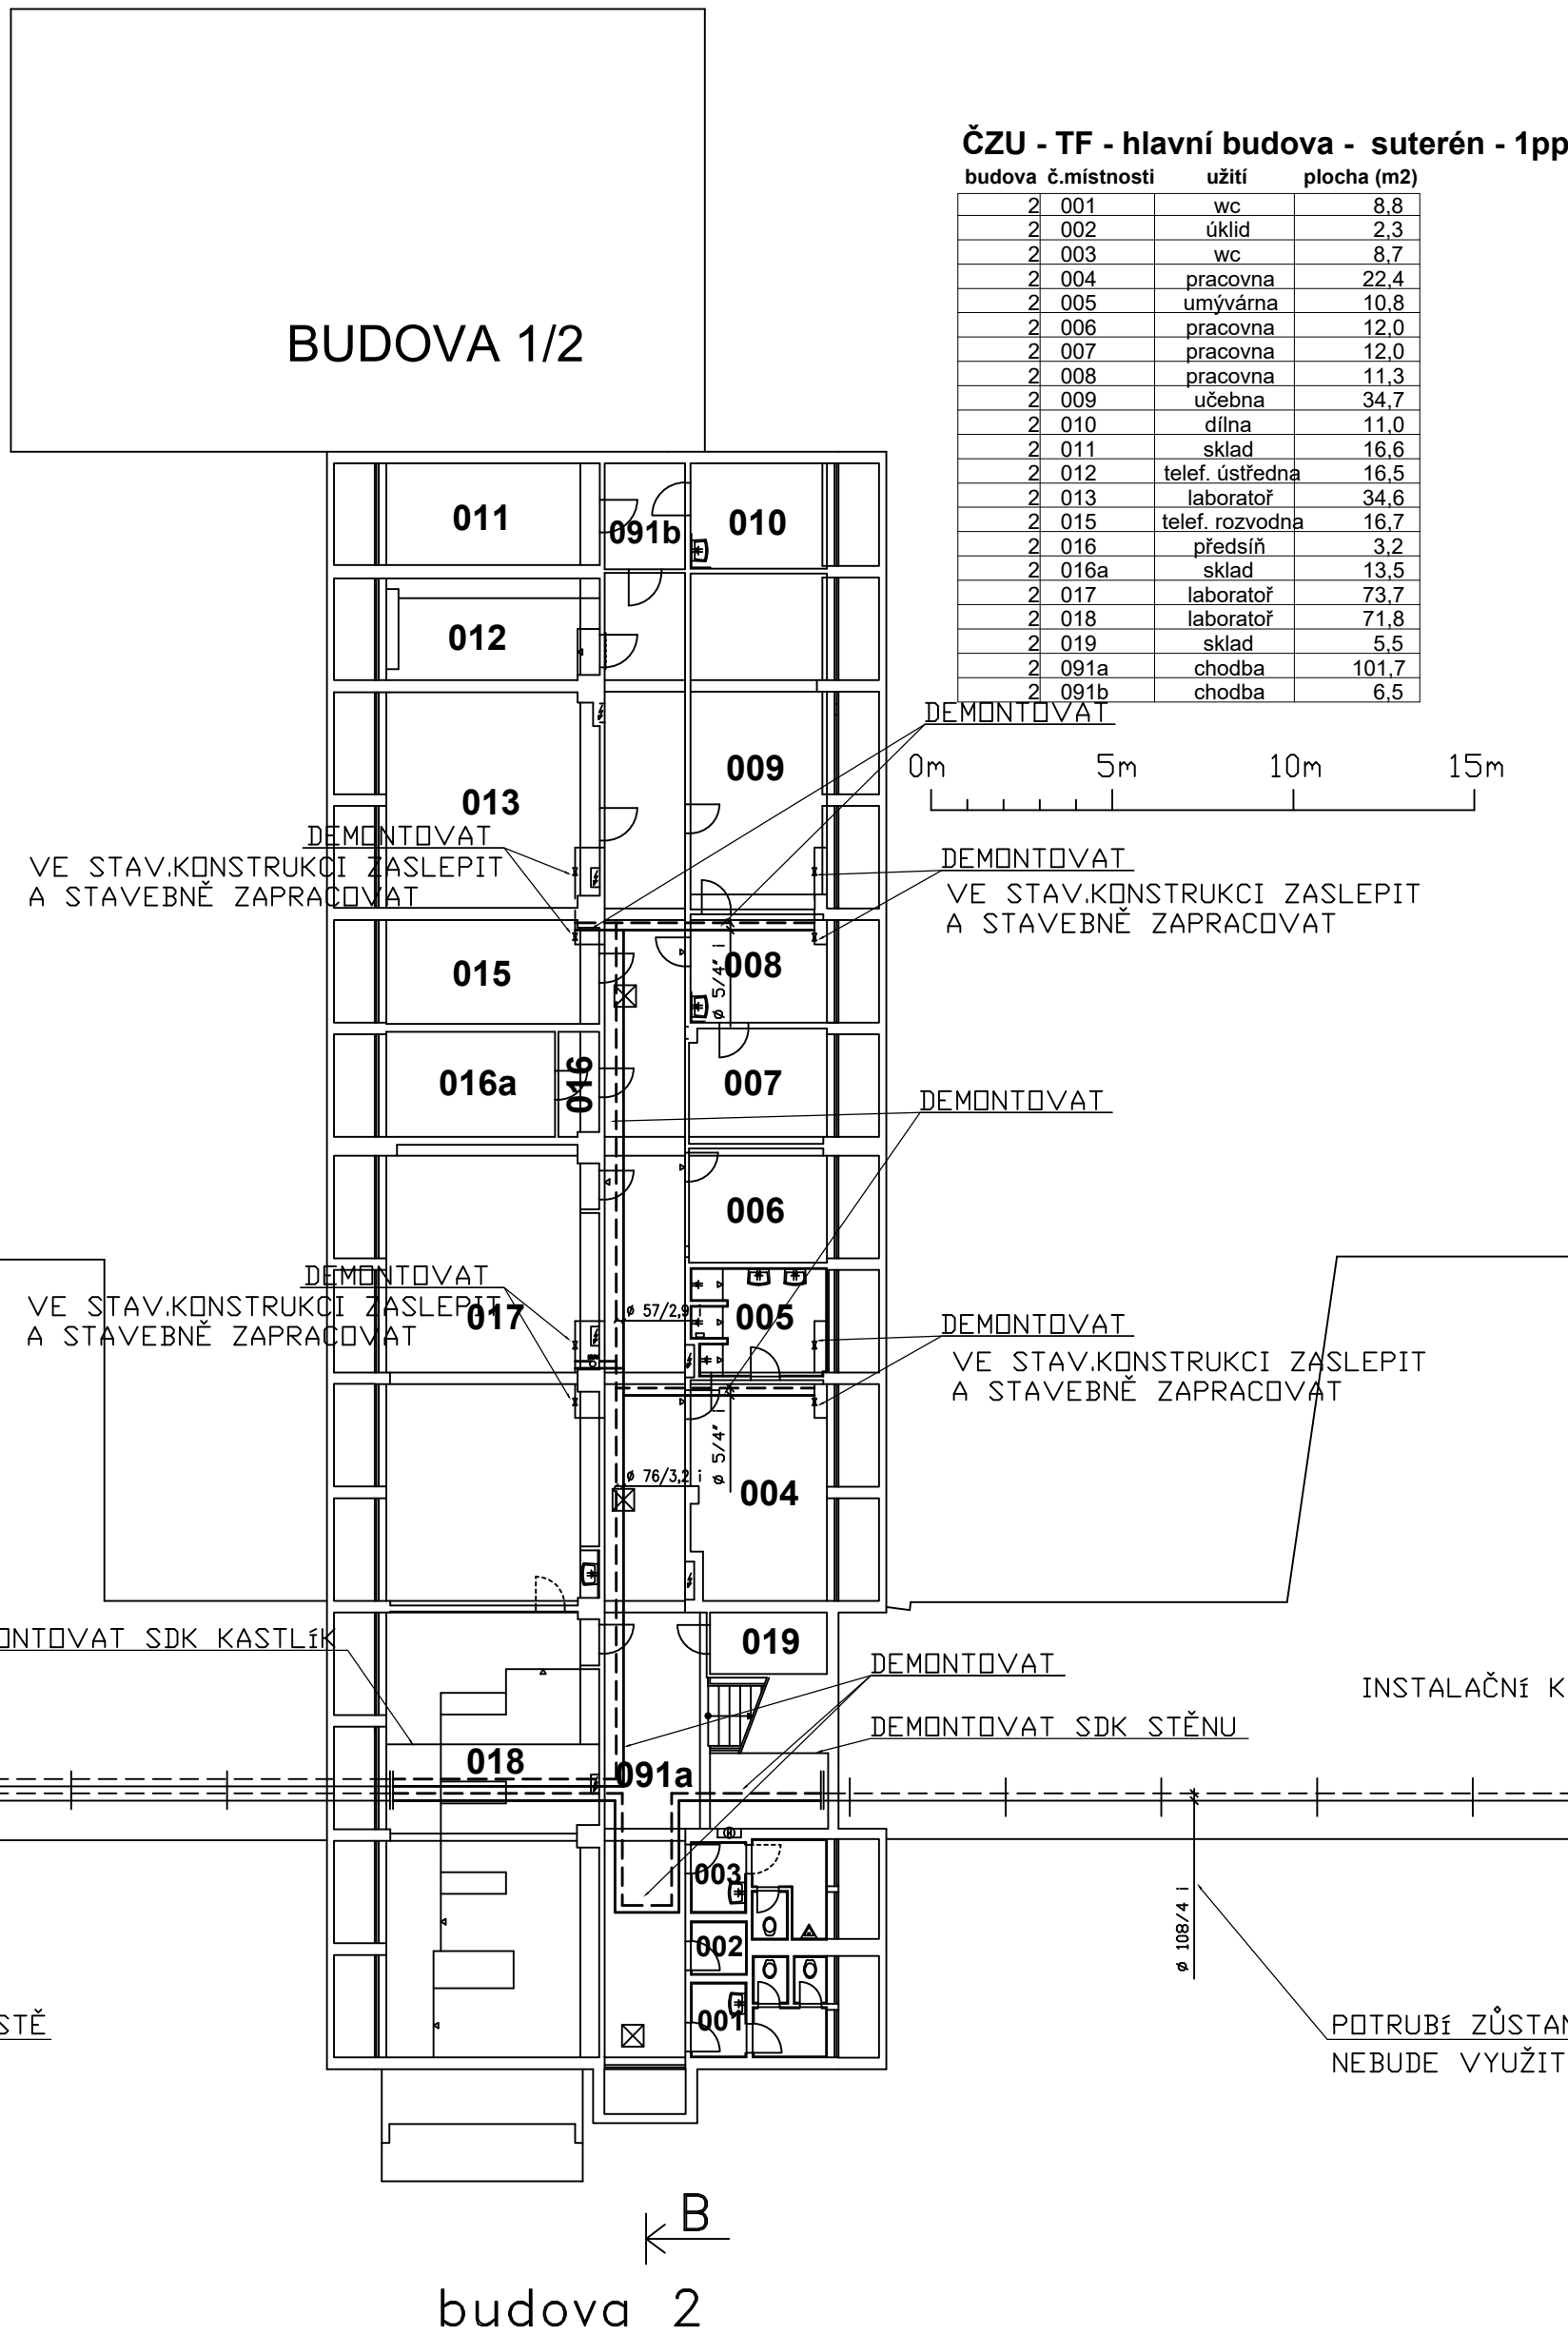 ČZU - TF - hlavní budova - suterén - 1pp
budova č.místnosti užití plocha (m2)
2 001 wc 8,8
2 002 úklid 2,3
2 003 wc 8,7
2 004 pracovna 22,4
2 005 umývárna 10,8
2 006 pracovna 12,0
2 007 pracovna 12,0
2 008 pracovna 11,3
2 009 učebna 34,7
2 010 dílna 11,0
2 011 sklad 16,6
2 012 telef. ústředna 16,5
2 013 laboratoř 34,6
2 015 telef. rozvodna 16,7
2 016 předsíň 3,2
2 016a sklad 13,5
2 017 laboratoř 73,7
2 018 laboratoř 71,8
2 019 sklad 5,5
2 091a chodba 101,7
2 091b chodba 6,5
BUDOVA 1/2
011
091b
010
012
DEMONTOVAT
0m 5m 10m 15m
009
013
DEMONTOVAT
VE STAV.KONSTRUKCI ZASLEPIT
A STAVEBNĚ ZAPRACOVAT
DEMONTOVAT
VE STAV.KONSTRUKCI ZASLEPIT
A STAVEBNĚ ZAPRACOVAT
015
008
ø 5/4" i
016a
016
007
DEMONTOVAT
006
DEMONTOVAT
VE STAV.KONSTRUKCI ZASLEPIT
A STAVEBNĚ ZAPRACOVAT
017
ø 57/2,9 i
005
DEMONTOVAT
VE STAV.KONSTRUKCI ZASLEPIT
A STAVEBNĚ ZAPRACOVAT
ø 5/4" i
ø 76/3,2 i
004
ONTOVAT SDK KASTLÍK
019
DEMONTOVAT
INSTALAČNÍ K
DEMONTOVAT SDK STĚNU
018
091a
003
002
001
ø 108/4 i
STĚ
POTRUBÍ ZŮSTAN
NEBUDE VYUŽIT
B
budova 2